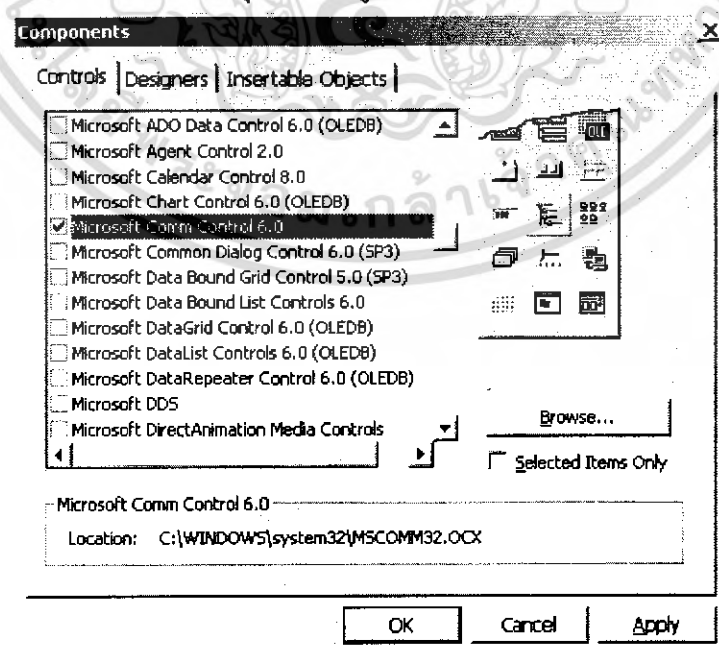 Components
Controls Designers Insertable Objects
Microsoft ADO Data Control 6.0 (OLEDB)
Microsoft Agent Control 2.0
Microsoft Calendar Control 8.0
Microsoft Chart Control 6.0 (OLEDB)
Microsoft Comm Control 6.0
Microsoft Common Dialog Control 6.0 (SP3)
Microsoft Data Bound Grid Control 5.0 (SP3)
Microsoft Data Bound List Controls 6.0
Microsoft DataGrid Control 6.0 (OLEDB)
Microsoft DataList Controls 6.0 (OLEDB)
Microsoft DataRepeater Control 6.0 (OLEDB)
Microsoft DDS
Microsoft DirectAnimation Media Controls
Browse...
Selected Items Only
Microsoft Comm Control 6.0
Location: C:\WINDOWS\system32\MSCOMM32.OCX
OK Cancel Apply